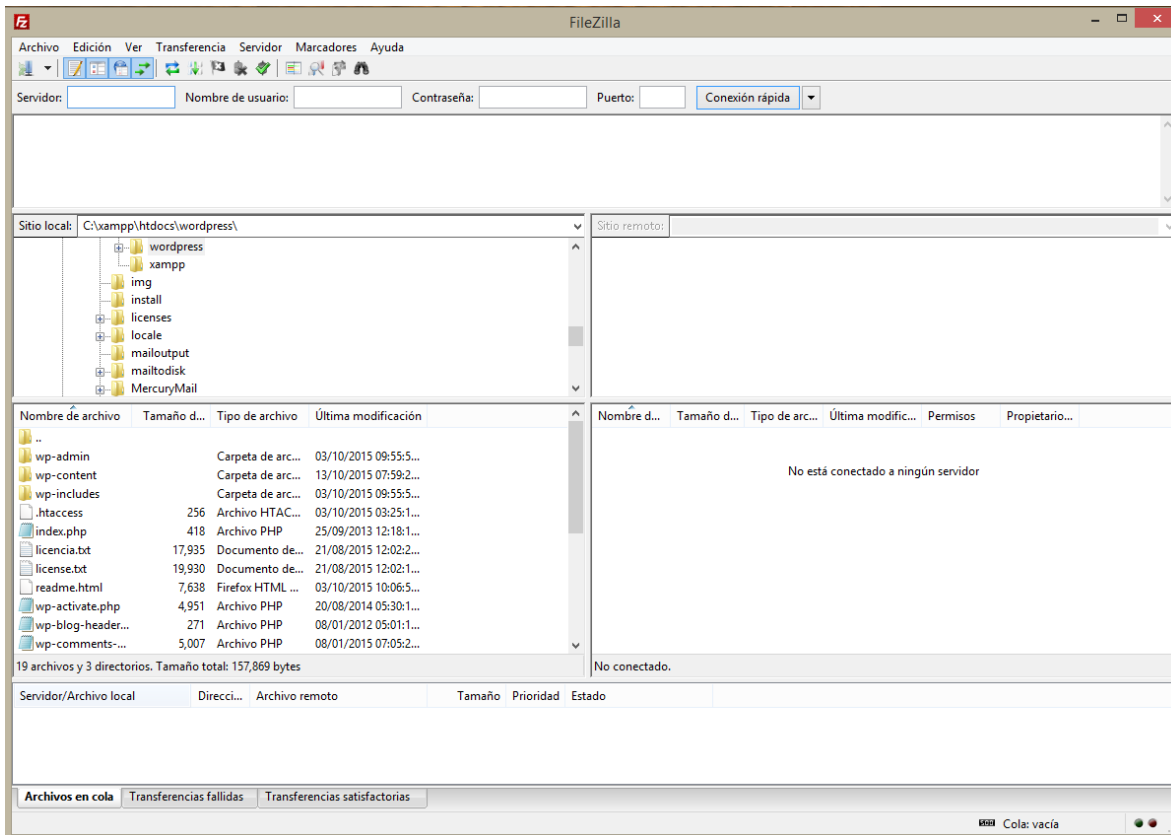 FileZilla
Archivo Edición Ver Transferencia Servidor Marcadores Ayuda
Servidor: Nombre de usuario: Contraseña: Puerto: Conexión rápida
Sitio local: C:\xampp\htdocs\wordpress\
Sitio remoto:
wordpress
xampp
img
install
licenses
locale
mailoutput
mailtodisk
MercuryMail
Nombre de archivo Tamaño d... Tipo de archivo Última modificación
..
wp-admin Carpeta de arc... 03/10/2015 09:55:5...
wp-content Carpeta de arc... 13/10/2015 07:59:2...
wp-includes Carpeta de arc... 03/10/2015 09:55:5...
.htaccess 256 Archivo HTAC... 03/10/2015 03:25:1...
index.php 418 Archivo PHP 25/09/2013 12:18:1...
licencia.txt 17,935 Documento de... 21/08/2015 12:02:2...
license.txt 19,930 Documento de... 21/08/2015 12:02:1...
readme.html 7,638 Firefox HTML ... 03/10/2015 10:06:5...
wp-activate.php 4,951 Archivo PHP 20/08/2014 05:30:1...
wp-blog-header... 271 Archivo PHP 08/01/2012 05:01:1...
wp-comments-... 5,007 Archivo PHP 08/01/2015 07:05:2...
19 archivos y 3 directorios. Tamaño total: 157,869 bytes
Nombre d... Tamaño d... Tipo de arc... Última modific... Permisos Propietario...
No está conectado a ningún servidor
No conectado.
Servidor/Archivo local Direcci... Archivo remoto Tamaño Prioridad Estado
Archivos en cola Transferencias fallidas Transferencias satisfactorias
Cola: vacía